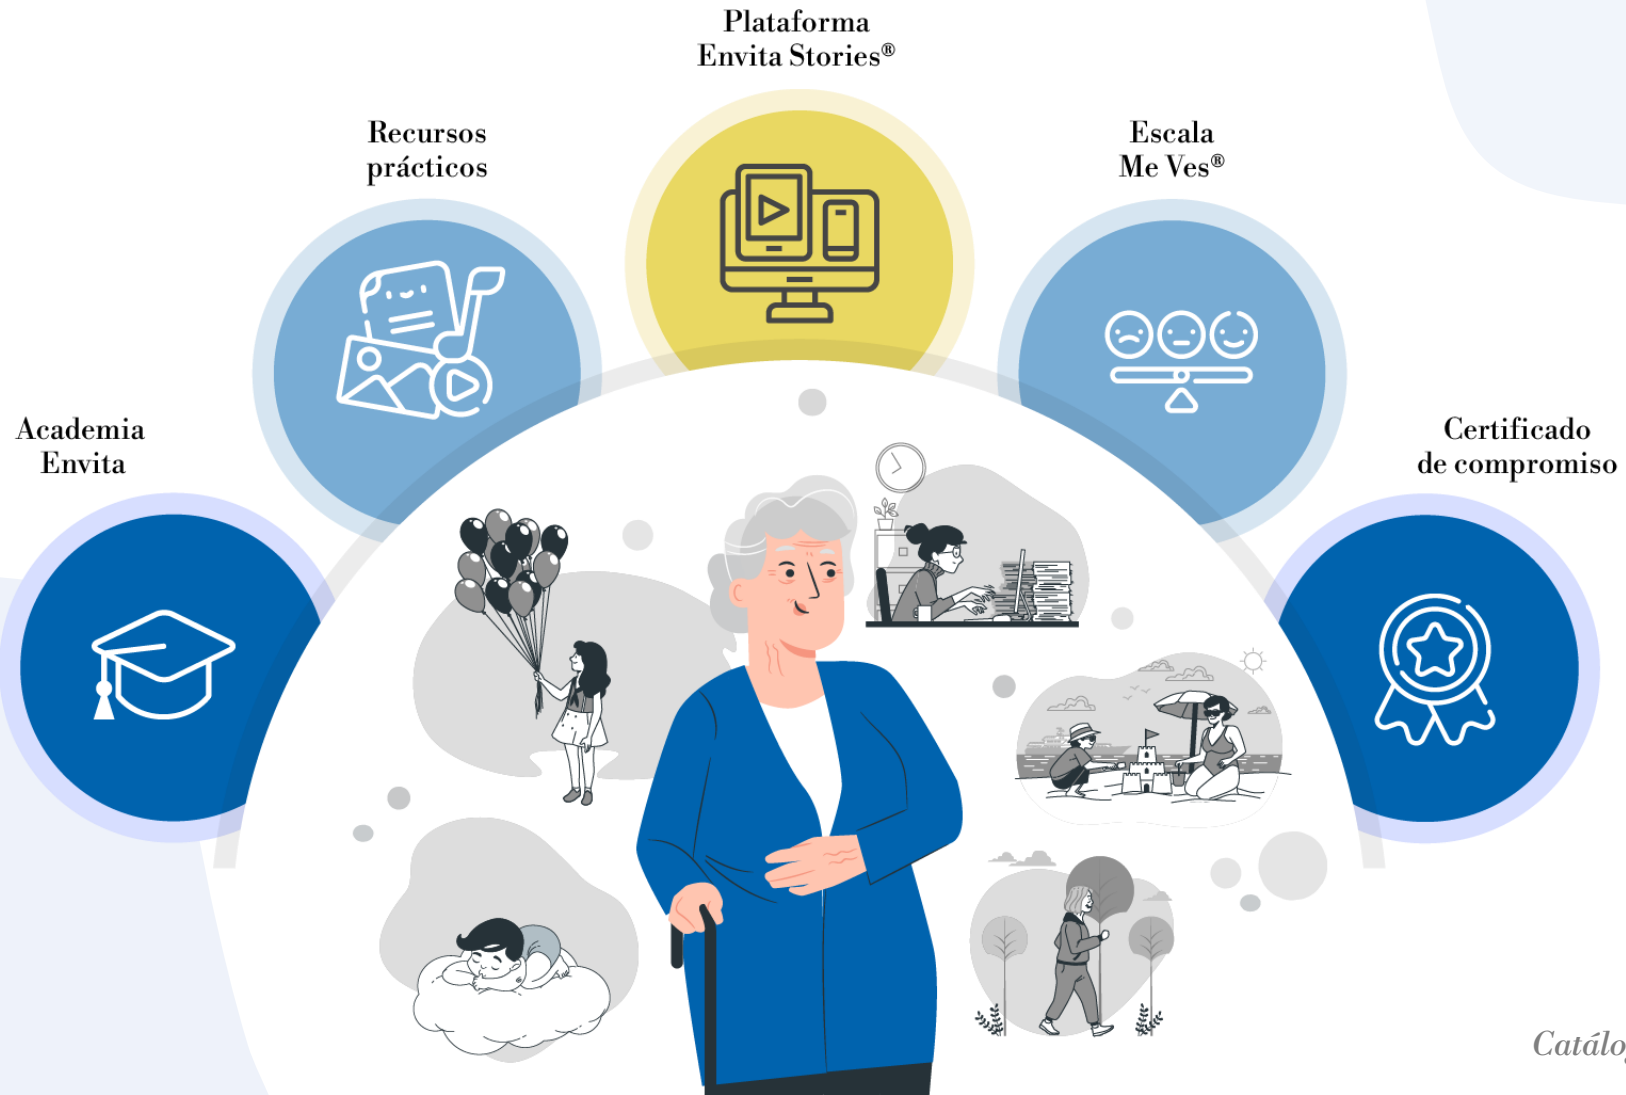 Plataforma
Envita Stories®
Recursos
prácticos
Escala
Me Ves®
Academia
Envita
Certificado
de compromiso